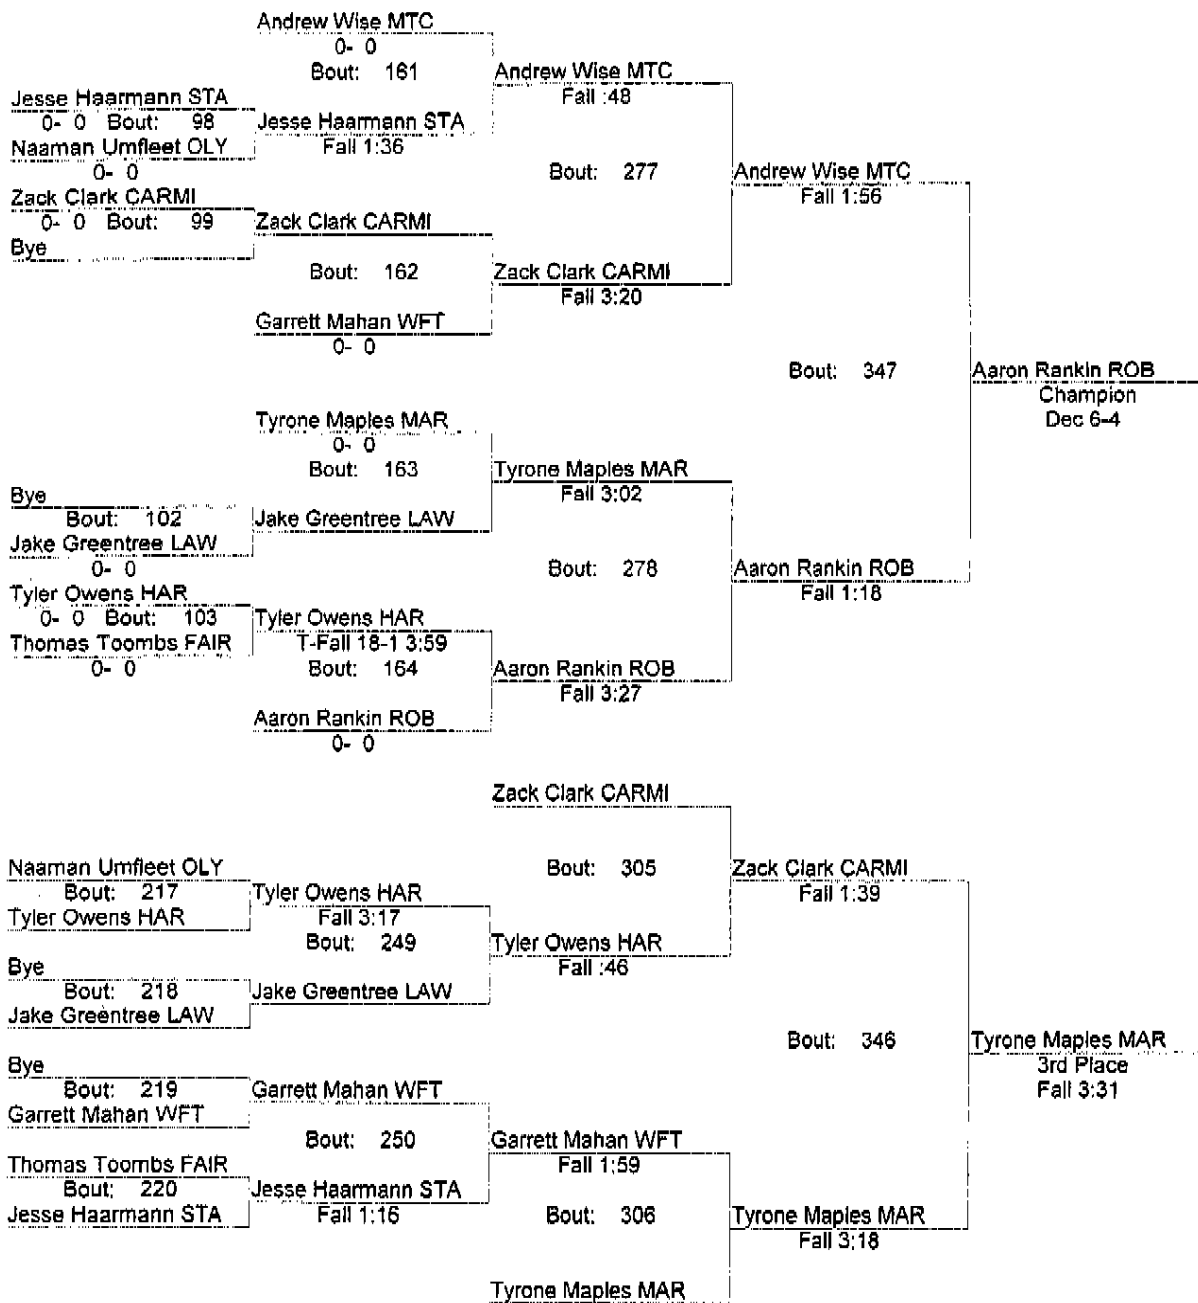 Andrew Wise MTC
0- 0
Bout: 161
Andrew Wise MTC
Fall :48
Jesse Haarmann STA
0- 0 Bout: 98
Jesse Haarmann STA
Fall 1:36
Naaman Umfleet OLY
0- 0
Bout: 277
Andrew Wise MTC
Fall 1:56
Zack Clark CARMI
0- 0 Bout: 99
Zack Clark CARMI
Bye
Bout: 162
Zack Clark CARMI
Fall 3:20
Garrett Mahan WFT
0- 0
Bout: 347
Aaron Rankin ROB
Champion
Dec 6-4
Tyrone Maples MAR
0- 0
Bout: 163
Tyrone Maples MAR
Fall 3:02
Bye
Bout: 102
Jake Greentree LAW
Jake Greentree LAW
0- 0
Bout: 278
Aaron Rankin ROB
Fall 1:18
Tyler Owens HAR
0- 0 Bout: 103
Tyler Owens HAR
T-Fall 18-1 3:59
Thomas Toombs FAIR
0- 0
Bout: 164
Aaron Rankin ROB
Fall 3:27
Aaron Rankin ROB
0- 0
Zack Clark CARMI
Bout: 305
Zack Clark CARMI
Fall 1:39
Naaman Umfleet OLY
Bout: 217
Tyler Owens HAR
Tyler Owens HAR
Fall 3:17
Bout: 249
Tyler Owens HAR
Fall :46
Bye
Bout: 218
Jake Greentree LAW
Jake Greentree LAW
Bout: 346
Tyrone Maples MAR
3rd Place
Fall 3:31
Bye
Bout: 219
Garrett Mahan WFT
Garrett Mahan WFT
Bout: 250
Garrett Mahan WFT
Fall 1:59
Thomas Toombs FAIR
Bout: 220
Jesse Haarmann STA
Jesse Haarmann STA
Fall 1:16
Bout: 306
Tyrone Maples MAR
Fall 3:18
Tyrone Maples MAR